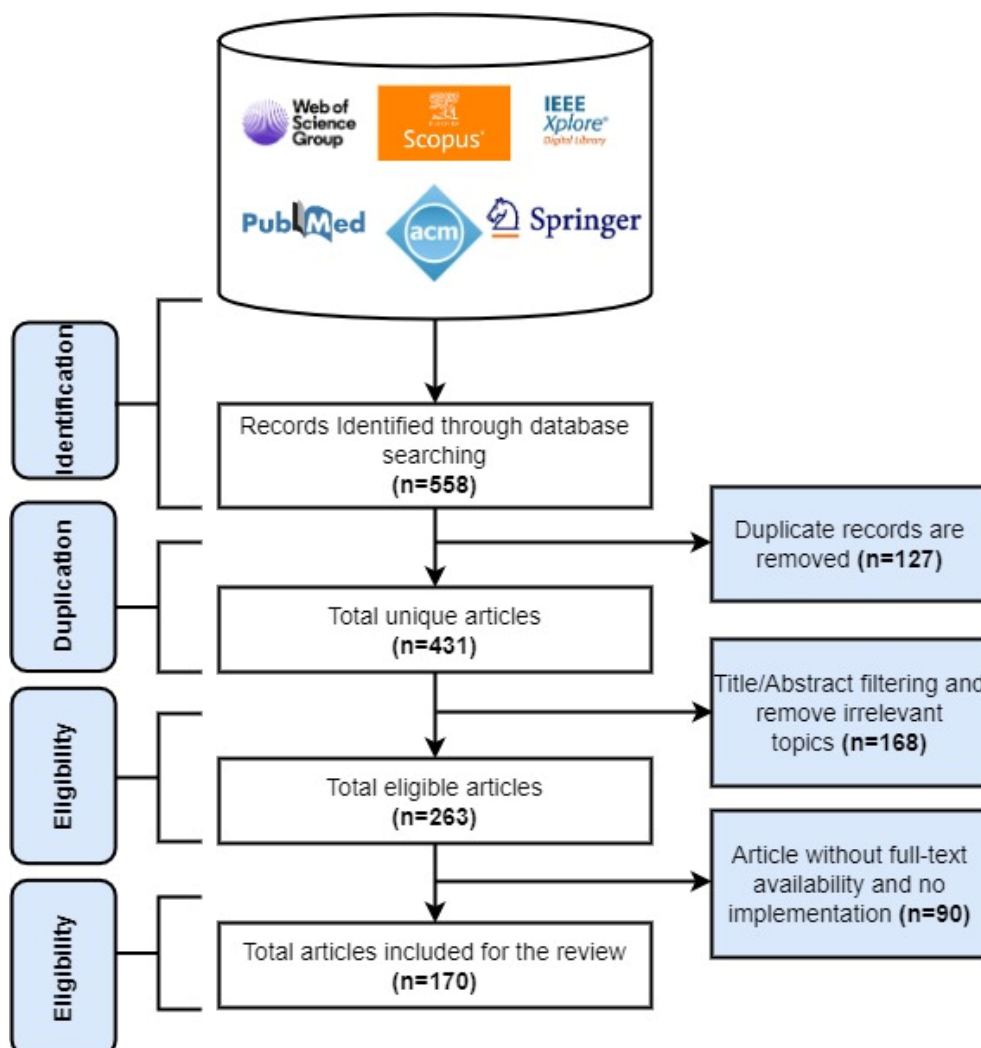 Web of
Science
Group
Scopus®
IEEE
Xplore®
Digital Library
PubMed
acm
Springer
Identification
Records Identified through database
searching
(n=558)
Duplicate records are
removed (n=127)
Duplication
Total unique articles
(n=431)
Title/Abstract filtering and
remove irrelevant
topics (n=168)
Eligibility
Total eligible articles
(n=263)
Article without full-text
availability and no
implementation (n=90)
Eligibility
Total articles included for the review
(n=170)